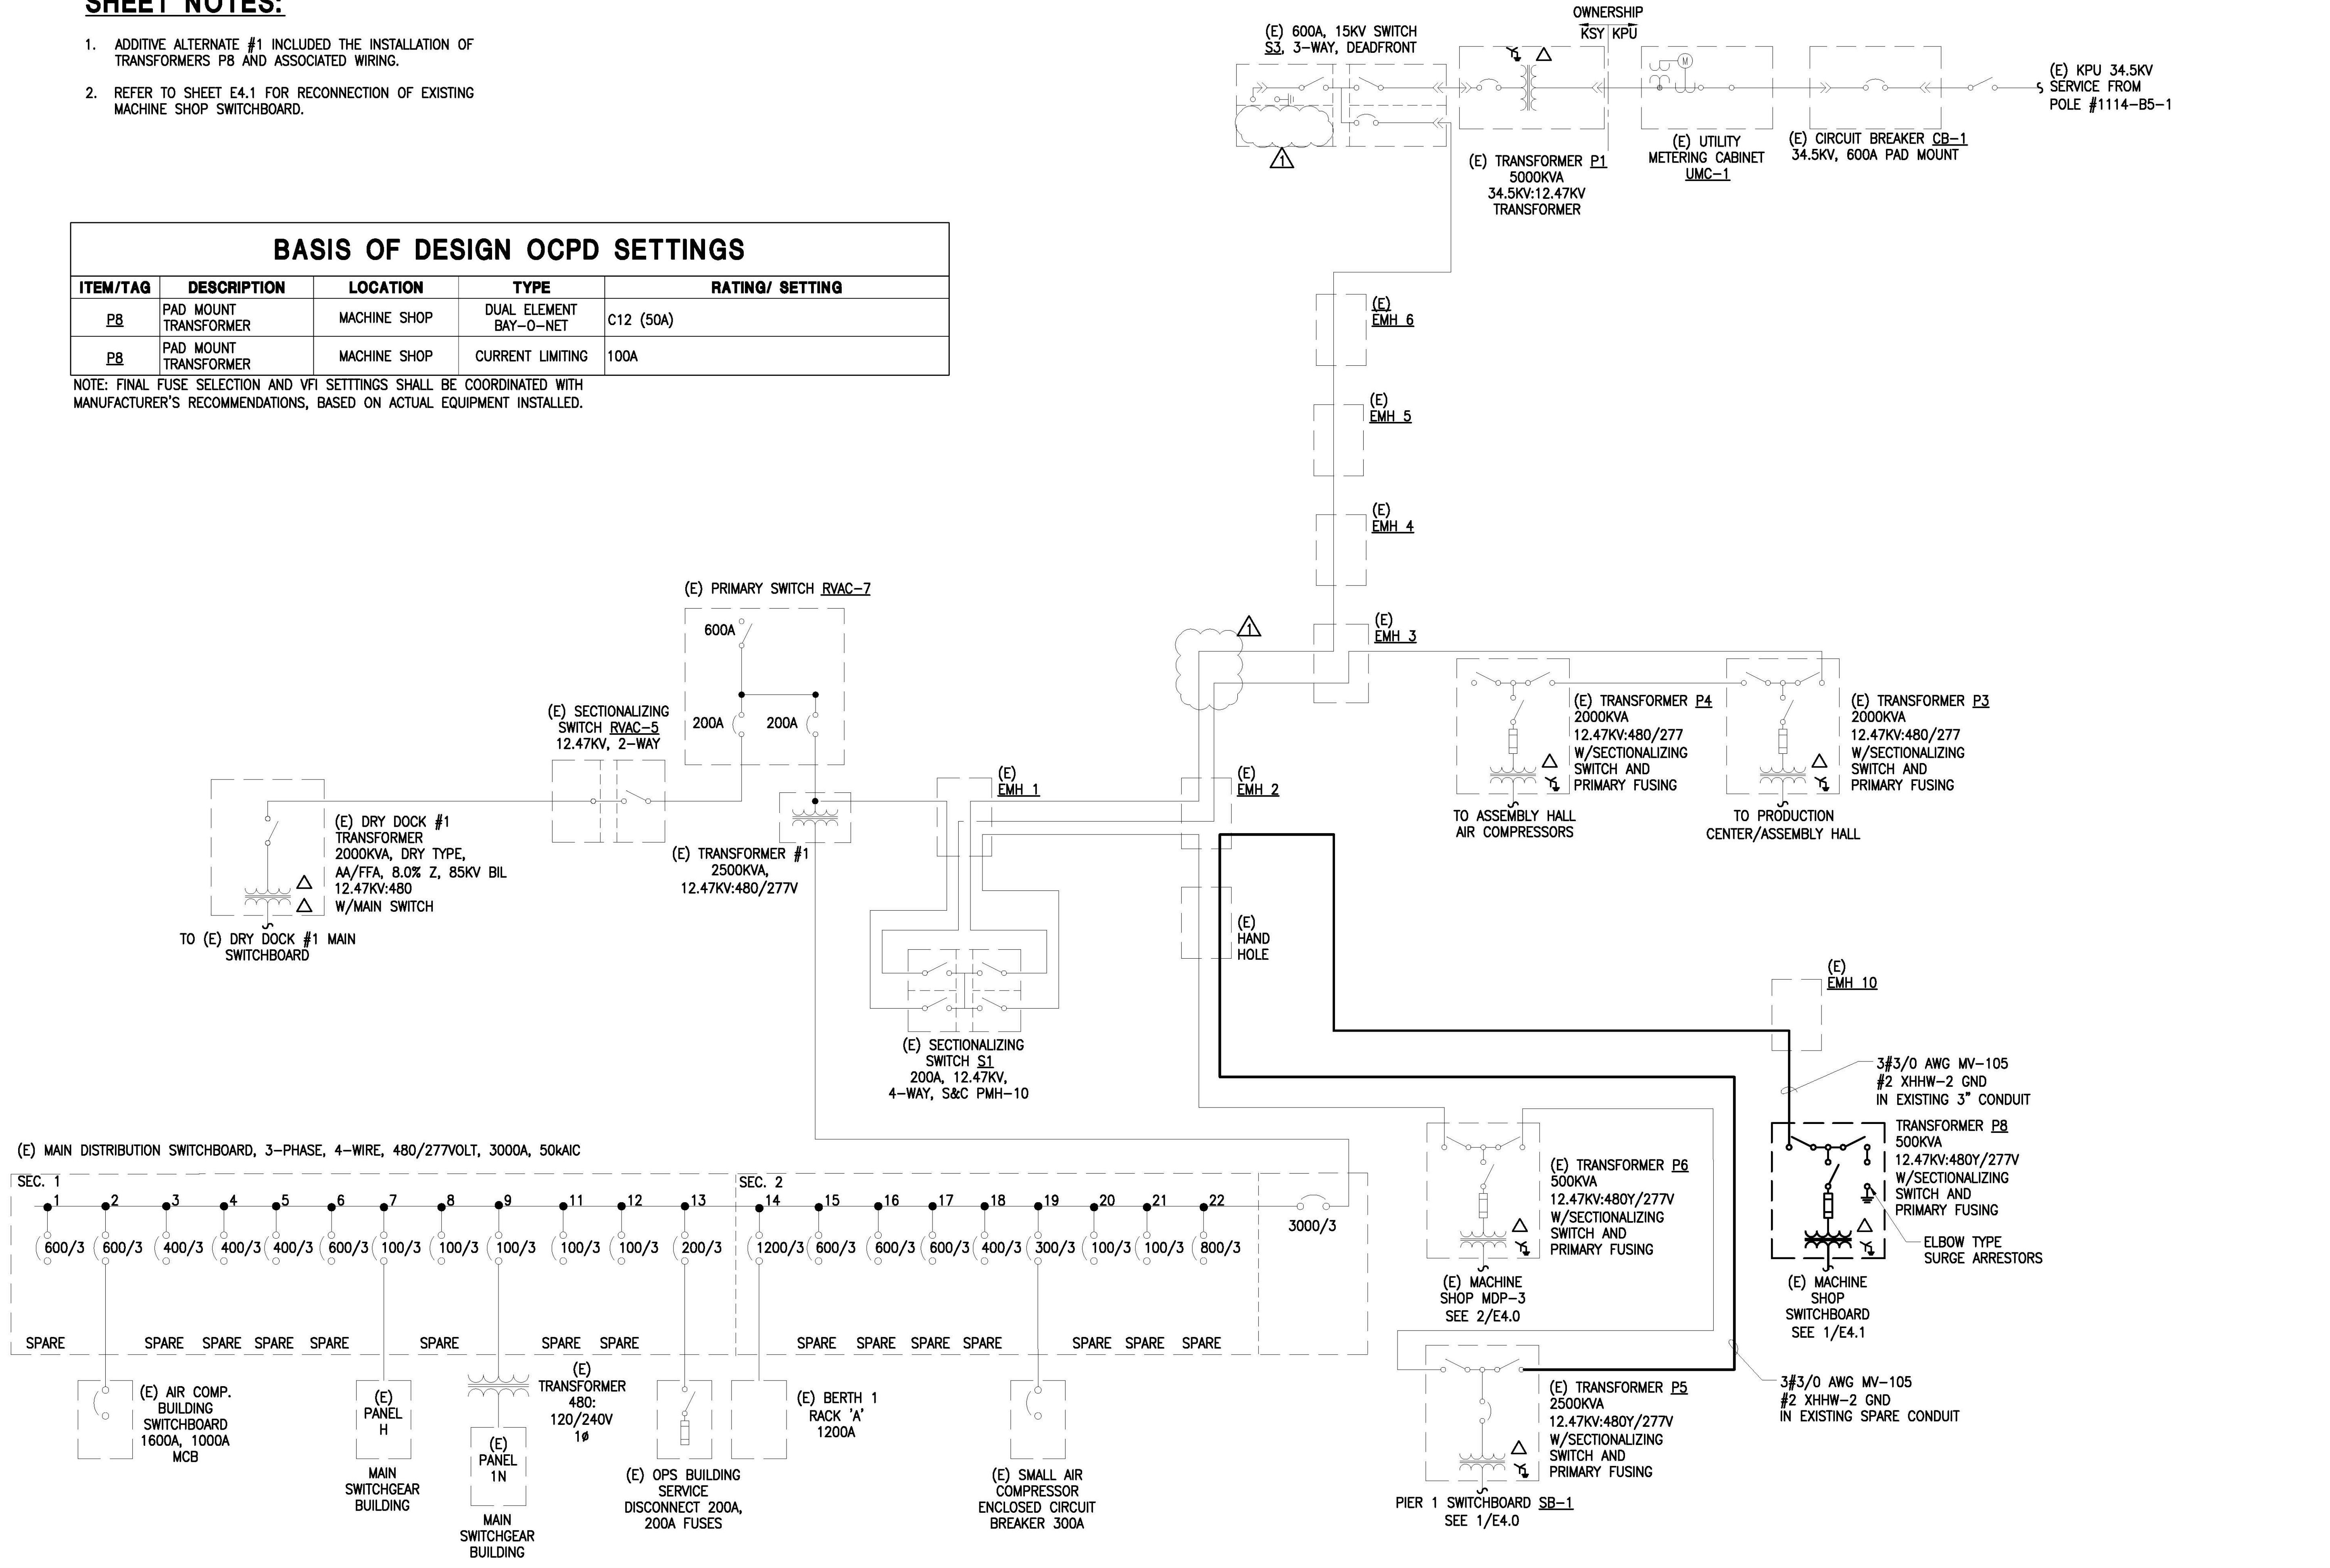 SHEET NOTES:
1. ADDITIVE ALTERNATE #1 INCLUDED THE INSTALLATION OF
TRANSFORMERS P8 AND ASSOCIATED WIRING.
2. REFER TO SHEET E4.1 FOR RECONNECTION OF EXISTING
MACHINE SHOP SWITCHBOARD.
BASIS OF DESIGN OCPD SETTINGS
ITEM/TAG DESCRIPTION LOCATION TYPE RATING/ SETTING
P8 PAD MOUNT TRANSFORMER MACHINE SHOP DUAL ELEMENT BAY-O-NET C12 (50A)
P8 PAD MOUNT TRANSFORMER MACHINE SHOP CURRENT LIMITING 100A
NOTE: FINAL FUSE SELECTION AND VFI SETTTINGS SHALL BE COORDINATED WITH
MANUFACTURER'S RECOMMENDATIONS, BASED ON ACTUAL EQUIPMENT INSTALLED.
(E) 600A, 15KV SWITCH
S3, 3-WAY, DEADFRONT
1
OWNERSHIP
KSY KPU
(E) TRANSFORMER P1
5000KVA
34.5KV:12.47KV
TRANSFORMER
M
(E) UTILITY
METERING CABINET
UMC-1
(E) CIRCUIT BREAKER CB-1
34.5KV, 600A PAD MOUNT
(E) KPU 34.5KV
SERVICE FROM
POLE #1114-B5-1
(E)
EMH 6
(E)
EMH 5
(E)
EMH 4
(E)
EMH 3
1
(E) PRIMARY SWITCH RVAC-7
600A
200A
200A
(E) SECTIONALIZING
SWITCH RVAC-5
12.47KV, 2-WAY
(E) DRY DOCK #1
TRANSFORMER
2000KVA, DRY TYPE,
AA/FFA, 8.0% Z, 85KV BIL
12.47KV:480
W/MAIN SWITCH
TO (E) DRY DOCK #1 MAIN
SWITCHBOARD
(E) TRANSFORMER #1
2500KVA,
12.47KV:480/277V
(E)
EMH 1
(E)
EMH 2
(E)
HAND
HOLE
(E) SECTIONALIZING
SWITCH S1
200A, 12.47KV,
4-WAY, S&C PMH-10
(E) TRANSFORMER P4
2000KVA
12.47KV:480/277
W/SECTIONALIZING
SWITCH AND
PRIMARY FUSING
TO ASSEMBLY HALL
AIR COMPRESSORS
(E) TRANSFORMER P3
2000KVA
12.47KV:480/277
W/SECTIONALIZING
SWITCH AND
PRIMARY FUSING
TO PRODUCTION
CENTER/ASSEMBLY HALL
(E)
EMH 10
3#3/0 AWG MV-105
#2 XHHW-2 GND
IN EXISTING 3" CONDUIT
TRANSFORMER P8
500KVA
12.47KV:480Y/277V
W/SECTIONALIZING
SWITCH AND
PRIMARY FUSING
ELBOW TYPE
SURGE ARRESTORS
(E) MACHINE
SHOP
SWITCHBOARD
SEE 1/E4.1
(E) TRANSFORMER P6
500KVA
12.47KV:480Y/277V
W/SECTIONALIZING
SWITCH AND
PRIMARY FUSING
(E) MACHINE
SHOP MDP-3
SEE 2/E4.0
(E) TRANSFORMER P5
2500KVA
12.47KV:480Y/277V
W/SECTIONALIZING
SWITCH AND
PRIMARY FUSING
PIER 1 SWITCHBOARD SB-1
SEE 1/E4.0
3#3/0 AWG MV-105
#2 XHHW-2 GND
IN EXISTING SPARE CONDUIT
(E) MAIN DISTRIBUTION SWITCHBOARD, 3-PHASE, 4-WIRE, 480/277VOLT, 3000A, 50kAIC
SEC. 1 SEC. 2
1 2 3 4 5 6 7 8 9 11 12 13 14 15 16 17 18 19 20 21 22
3000/3
600/3 600/3 400/3 400/3 400/3 600/3 100/3 100/3 100/3 100/3 100/3 200/3 1200/3 600/3 600/3 600/3 400/3 300/3 100/3 100/3 800/3
SPARE SPARE SPARE SPARE SPARE SPARE SPARE SPARE SPARE SPARE SPARE SPARE SPARE SPARE SPARE
(E) AIR COMP.
BUILDING
SWITCHBOARD
1600A, 1000A
MCB
(E)
PANEL
H
MAIN
SWITCHGEAR
BUILDING
(E)
TRANSFORMER
480:
120/240V
1ø
(E)
PANEL
1N
MAIN
SWITCHGEAR
BUILDING
(E) OPS BUILDING
SERVICE
DISCONNECT 200A,
200A FUSES
(E) BERTH 1
RACK 'A'
1200A
(E) SMALL AIR
COMPRESSOR
ENCLOSED CIRCUIT
BREAKER 300A